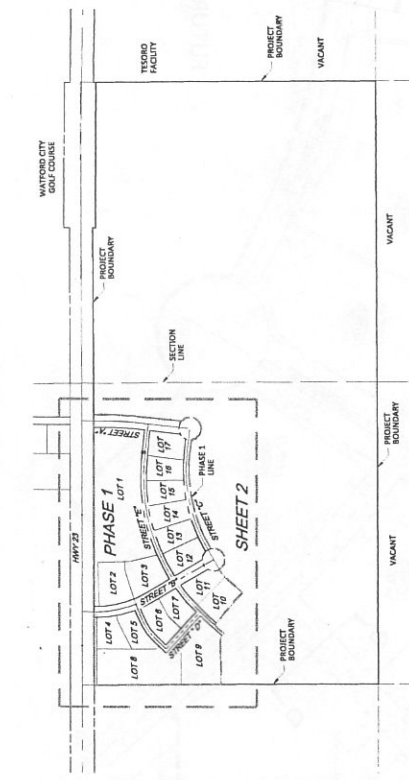 WATFORD CITY
GOLF COURSE
TESORO
FACILITY
PROJECT
BOUNDARY
VACANT
PROJECT
BOUNDARY
SECTION
LINE
VACANT
HWY 23
STREET "A"
PHASE 1
LOT 1
LOT 17
LOT 16
LOT 15
LOT 14
LOT 13
LOT 12
LOT 11
LOT 10
STREET "E"
STREET "C"
PHASE 1
LINE
SHEET 2
LOT 2
LOT 3
STREET "B"
LOT 4
LOT 5
LOT 6
LOT 7
LOT 8
LOT 9
PROJECT
BOUNDARY
PROJECT
BOUNDARY
VACANT